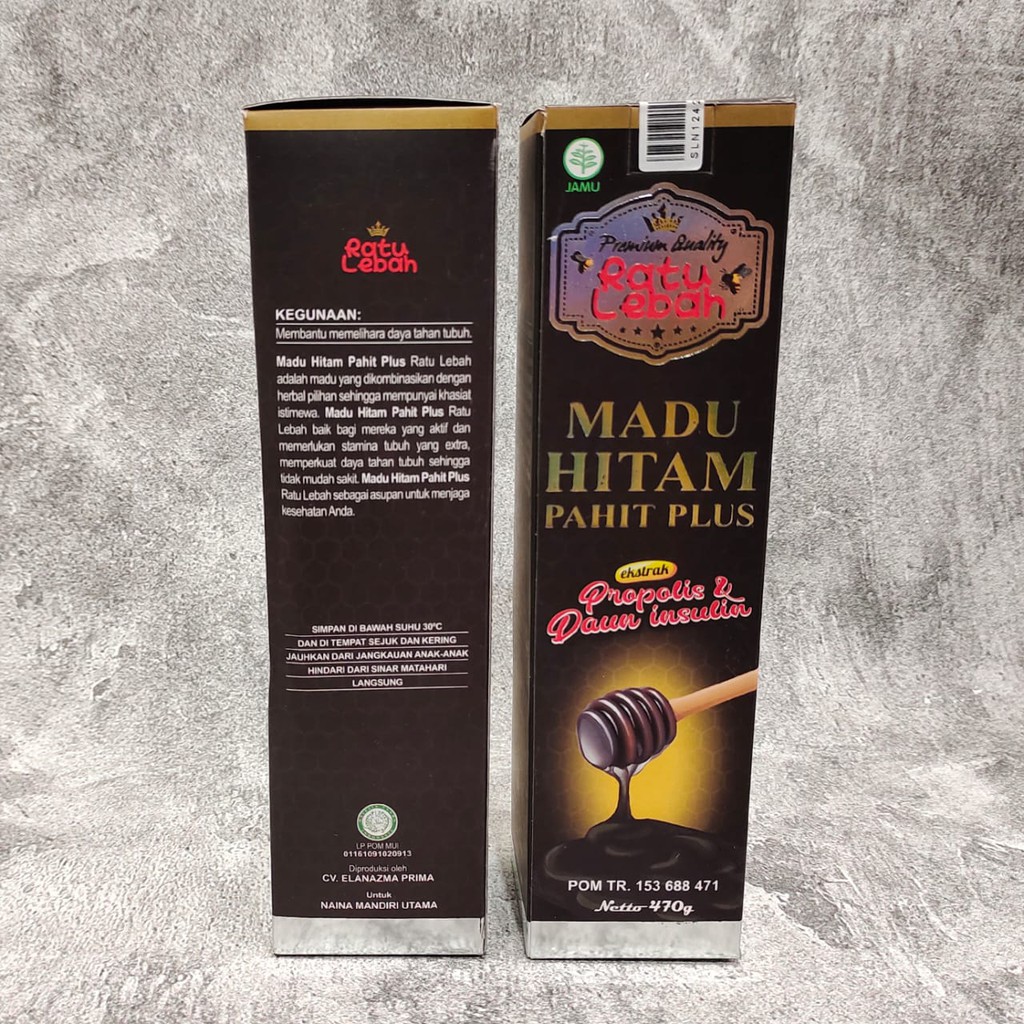 Ratu
Lebah
KEGUNAAN:
Membantu memelihara daya tahan tubuh.
Madu Hitam Pahit Plus Ratu Lebah
adalah madu yang dikombinasikan dengan
herbal pilihan sehingga mempunyai khasiat
istimewa. Madu Hitam Pahit Plus Ratu
Lebah baik bagi mereka yang aktif dan
memerlukan stamina tubuh yang extra,
memperkuat daya tahan tubuh sehingga
tidak mudah sakit. Madu Hitam Pahit Plus
Ratu Lebah sebagai asupan untuk menjaga
kesehatan Anda.
SIMPAN DI BAWAH SUHU 30°C
DAN DI TEMPAT SEJUK DAN KERING
JAUHKAN DARI JANGKAUAN ANAK-ANAK
HINDARI DARI SINAR MATAHARI
LANGSUNG
LP POM MUI
01161091020913
Diproduksi oleh
CV. ELANAZMA PRIMA
Untuk
NAINA MANDIRI UTAMA
SLN124
JAMU
Premium Quality
Ratu
Lebah
MADU
HITAM
PAHIT PLUS
ekstrak
Propolis &
Daun insulin
POM TR. 153 688 471
Netto 470g